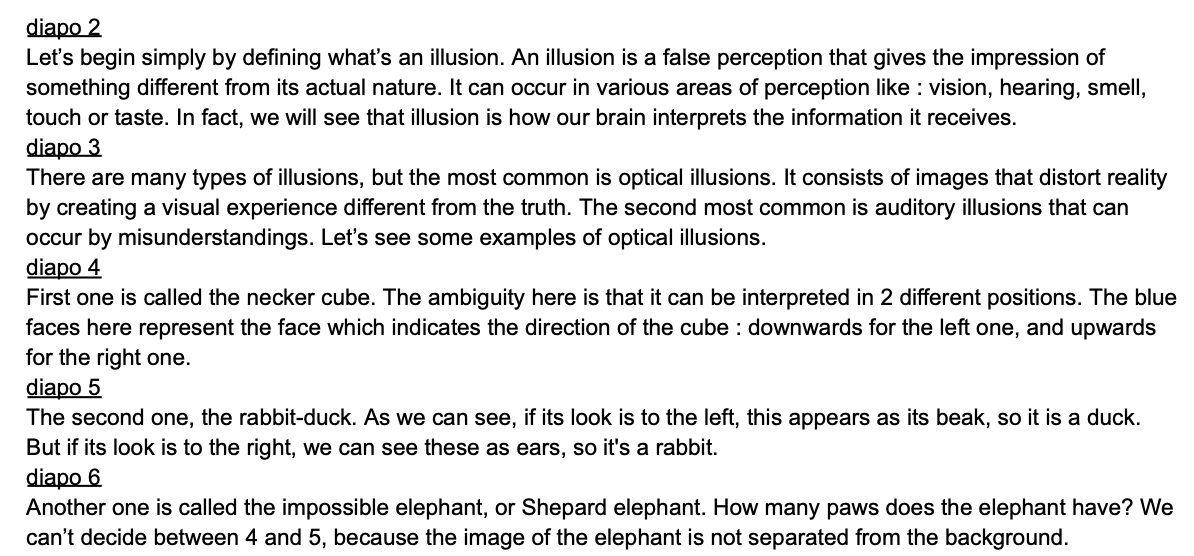 diapo 2
Let’s begin simply by defining what’s an illusion. An illusion is a false perception that gives the impression of
something different from its actual nature. It can occur in various areas of perception like : vision, hearing, smell,
touch or taste. In fact, we will see that illusion is how our brain interprets the information it receives.
diapo 3
There are many types of illusions, but the most common is optical illusions. It consists of images that distort reality
by creating a visual experience different from the truth. The second most common is auditory illusions that can
occur by misunderstandings. Let’s see some examples of optical illusions.
diapo 4
First one is called the necker cube. The ambiguity here is that it can be interpreted in 2 different positions. The blue
faces here represent the face which indicates the direction of the cube : downwards for the left one, and upwards
for the right one.
diapo 5
The second one, the rabbit-duck. As we can see, if its look is to the left, this appears as its beak, so it is a duck.
But if its look is to the right, we can see these as ears, so it's a rabbit.
diapo 6
Another one is called the impossible elephant, or Shepard elephant. How many paws does the elephant have? We
can’t decide between 4 and 5, because the image of the elephant is not separated from the background.